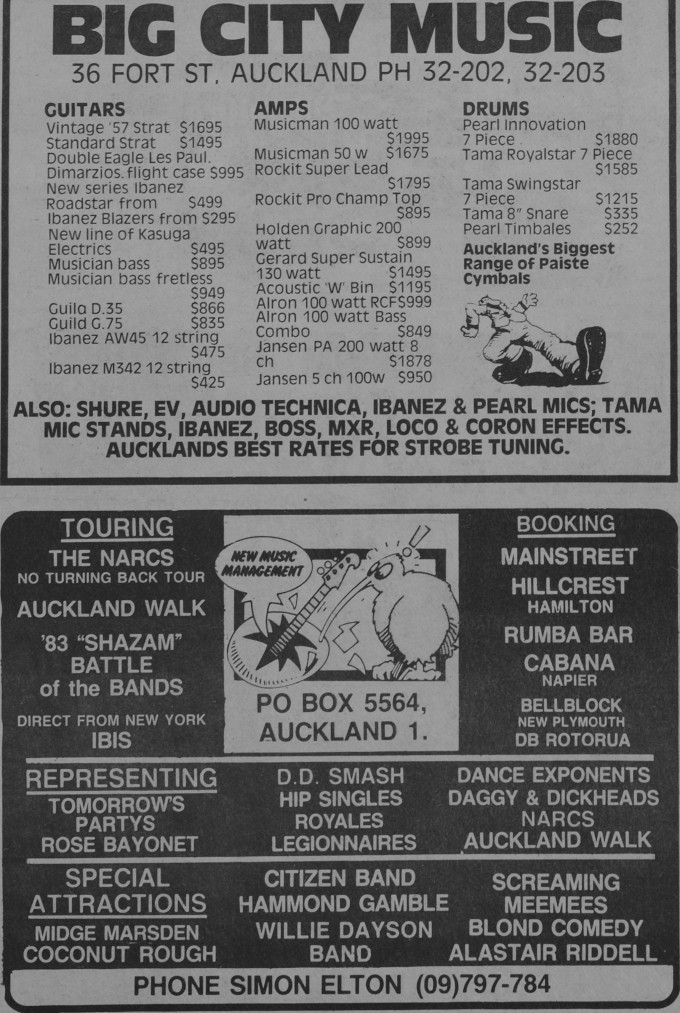 BIG CITY MUSIC
36 FORT ST. AUCKLAND PH 32-202, 32-203
GUITARS
Vintage '57 Strat $1695
Standard Strat $1495
Double Eagle Les Paul.
Dimarzios. flight case $995
New series Ibanez
Roadstar from $499
Ibanez Blazers from $295
New line of Kasuga
Electrics $495
Musician bass $895
Musician bass fretless
$949
Guild D.35 $866
Guild G.75 $835
Ibanez AW45 12 string
$475
Ibanez M342 12 string
$425
AMPS
Musicman 100 watt
$1995
Musicman 50 w $1675
Rockit Super Lead
$1795
Rockit Pro Champ Top
$895
Holden Graphic 200
watt $899
Gerard Super Sustain
130 watt $1495
Acoustic 'W' Bin $1195
Alron 100 watt RCF $999
Alron 100 watt Bass
Combo $849
Jansen PA 200 watt 8
ch $1878
Jansen 5 ch 100w $950
DRUMS
Pearl Innovation
7 Piece $1880
Tama Royalstar 7 Piece
$1585
Tama Swingstar
7 Piece $1215
Tama 8" Snare $335
Pearl Timbales $252
Auckland's Biggest
Range of Paiste
Cymbals
ALSO: SHURE, EV, AUDIO TECHNICA, IBANEZ & PEARL MICS; TAMA
MIC STANDS, IBANEZ, BOSS, MXR, LOCO & CORON EFFECTS.
AUCKLANDS BEST RATES FOR STROBE TUNING.
TOURING
THE NARCS
NO TURNING BACK TOUR
AUCKLAND WALK
'83 "SHAZAM"
BATTLE
of the BANDS
DIRECT FROM NEW YORK
IBIS
NEW MUSIC
MANAGEMENT
PO BOX 5564,
AUCKLAND 1.
BOOKING
MAINSTREET
HILLCREST
HAMILTON
RUMBA BAR
CABANA
NAPIER
BELLBLOCK
NEW PLYMOUTH
DB ROTORUA
REPRESENTING
TOMORROW'S
PARTYS
ROSE BAYONET
D.D. SMASH
HIP SINGLES
ROYALES
LEGIONNAIRES
DANCE EXPONENTS
DAGGY & DICKHEADS
NARCS
AUCKLAND WALK
SPECIAL
ATTRACTIONS
MIDGE MARSDEN
COCONUT ROUGH
CITIZEN BAND
HAMMOND GAMBLE
WILLIE DAYSON
BAND
SCREAMING
MEEMEES
BLOND COMEDY
ALASTAIR RIDDELL
PHONE SIMON ELTON (09)797-784